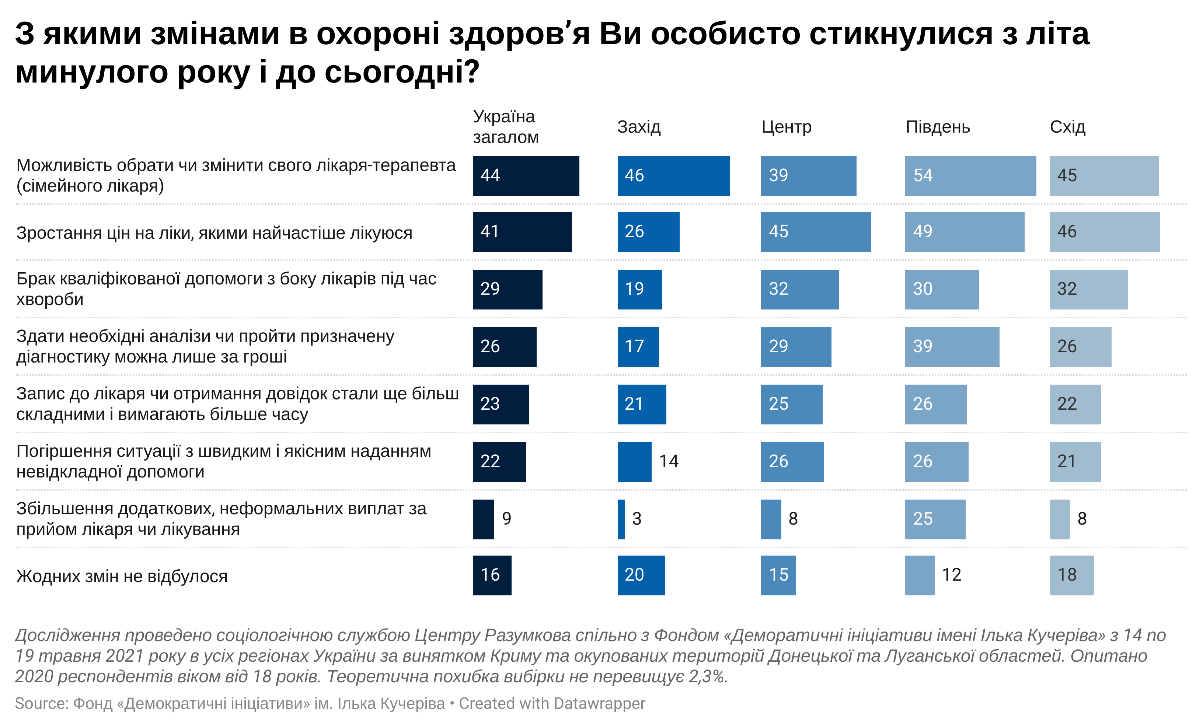 З якими змінами в охороні здоров’я Ви особисто стикнулися з літа
минулого року і до сьогодні?
Україна
загалом
Захід
Центр
Південь
Схід
Можливість обрати чи змінити свого лікаря-терапевта
(сімейного лікаря)
44 46 39 54 45
Зростання цін на ліки, якими найчастіше лікуюся
41 26 45 49 46
Брак кваліфікованої допомоги з боку лікарів під час
хвороби
29 19 32 30 32
Здати необхідні аналізи чи пройти призначену
діагностику можна лише за гроші
26 17 29 39 26
Запис до лікаря чи отримання довідок стали ще більш
складними і вимагають більше часу
23 21 25 26 22
Погіршення ситуації з швидким і якісним наданням
невідкладної допомоги
22 14 26 26 21
Збільшення додаткових, неформальних виплат за
прийом лікаря чи лікування
9 3 8 25 8
Жодних змін не відбулося
16 20 15 12 18
Дослідження проведено соціологічною службою Центру Разумкова спільно з Фондом «Деморатичні ініціативи імені Ілька Кучеріва» з 14 по
19 травня 2021 року в усіх регіонах України за винятком Криму та окупованих територій Донецької та Луганської областей. Опитано
2020 респондентів віком від 18 років. Теоретична похибка вибірки не перевищує 2,3%.
Source: Фонд «Демократичні ініціативи» ім. Ілька Кучеріва • Created with Datawrapper